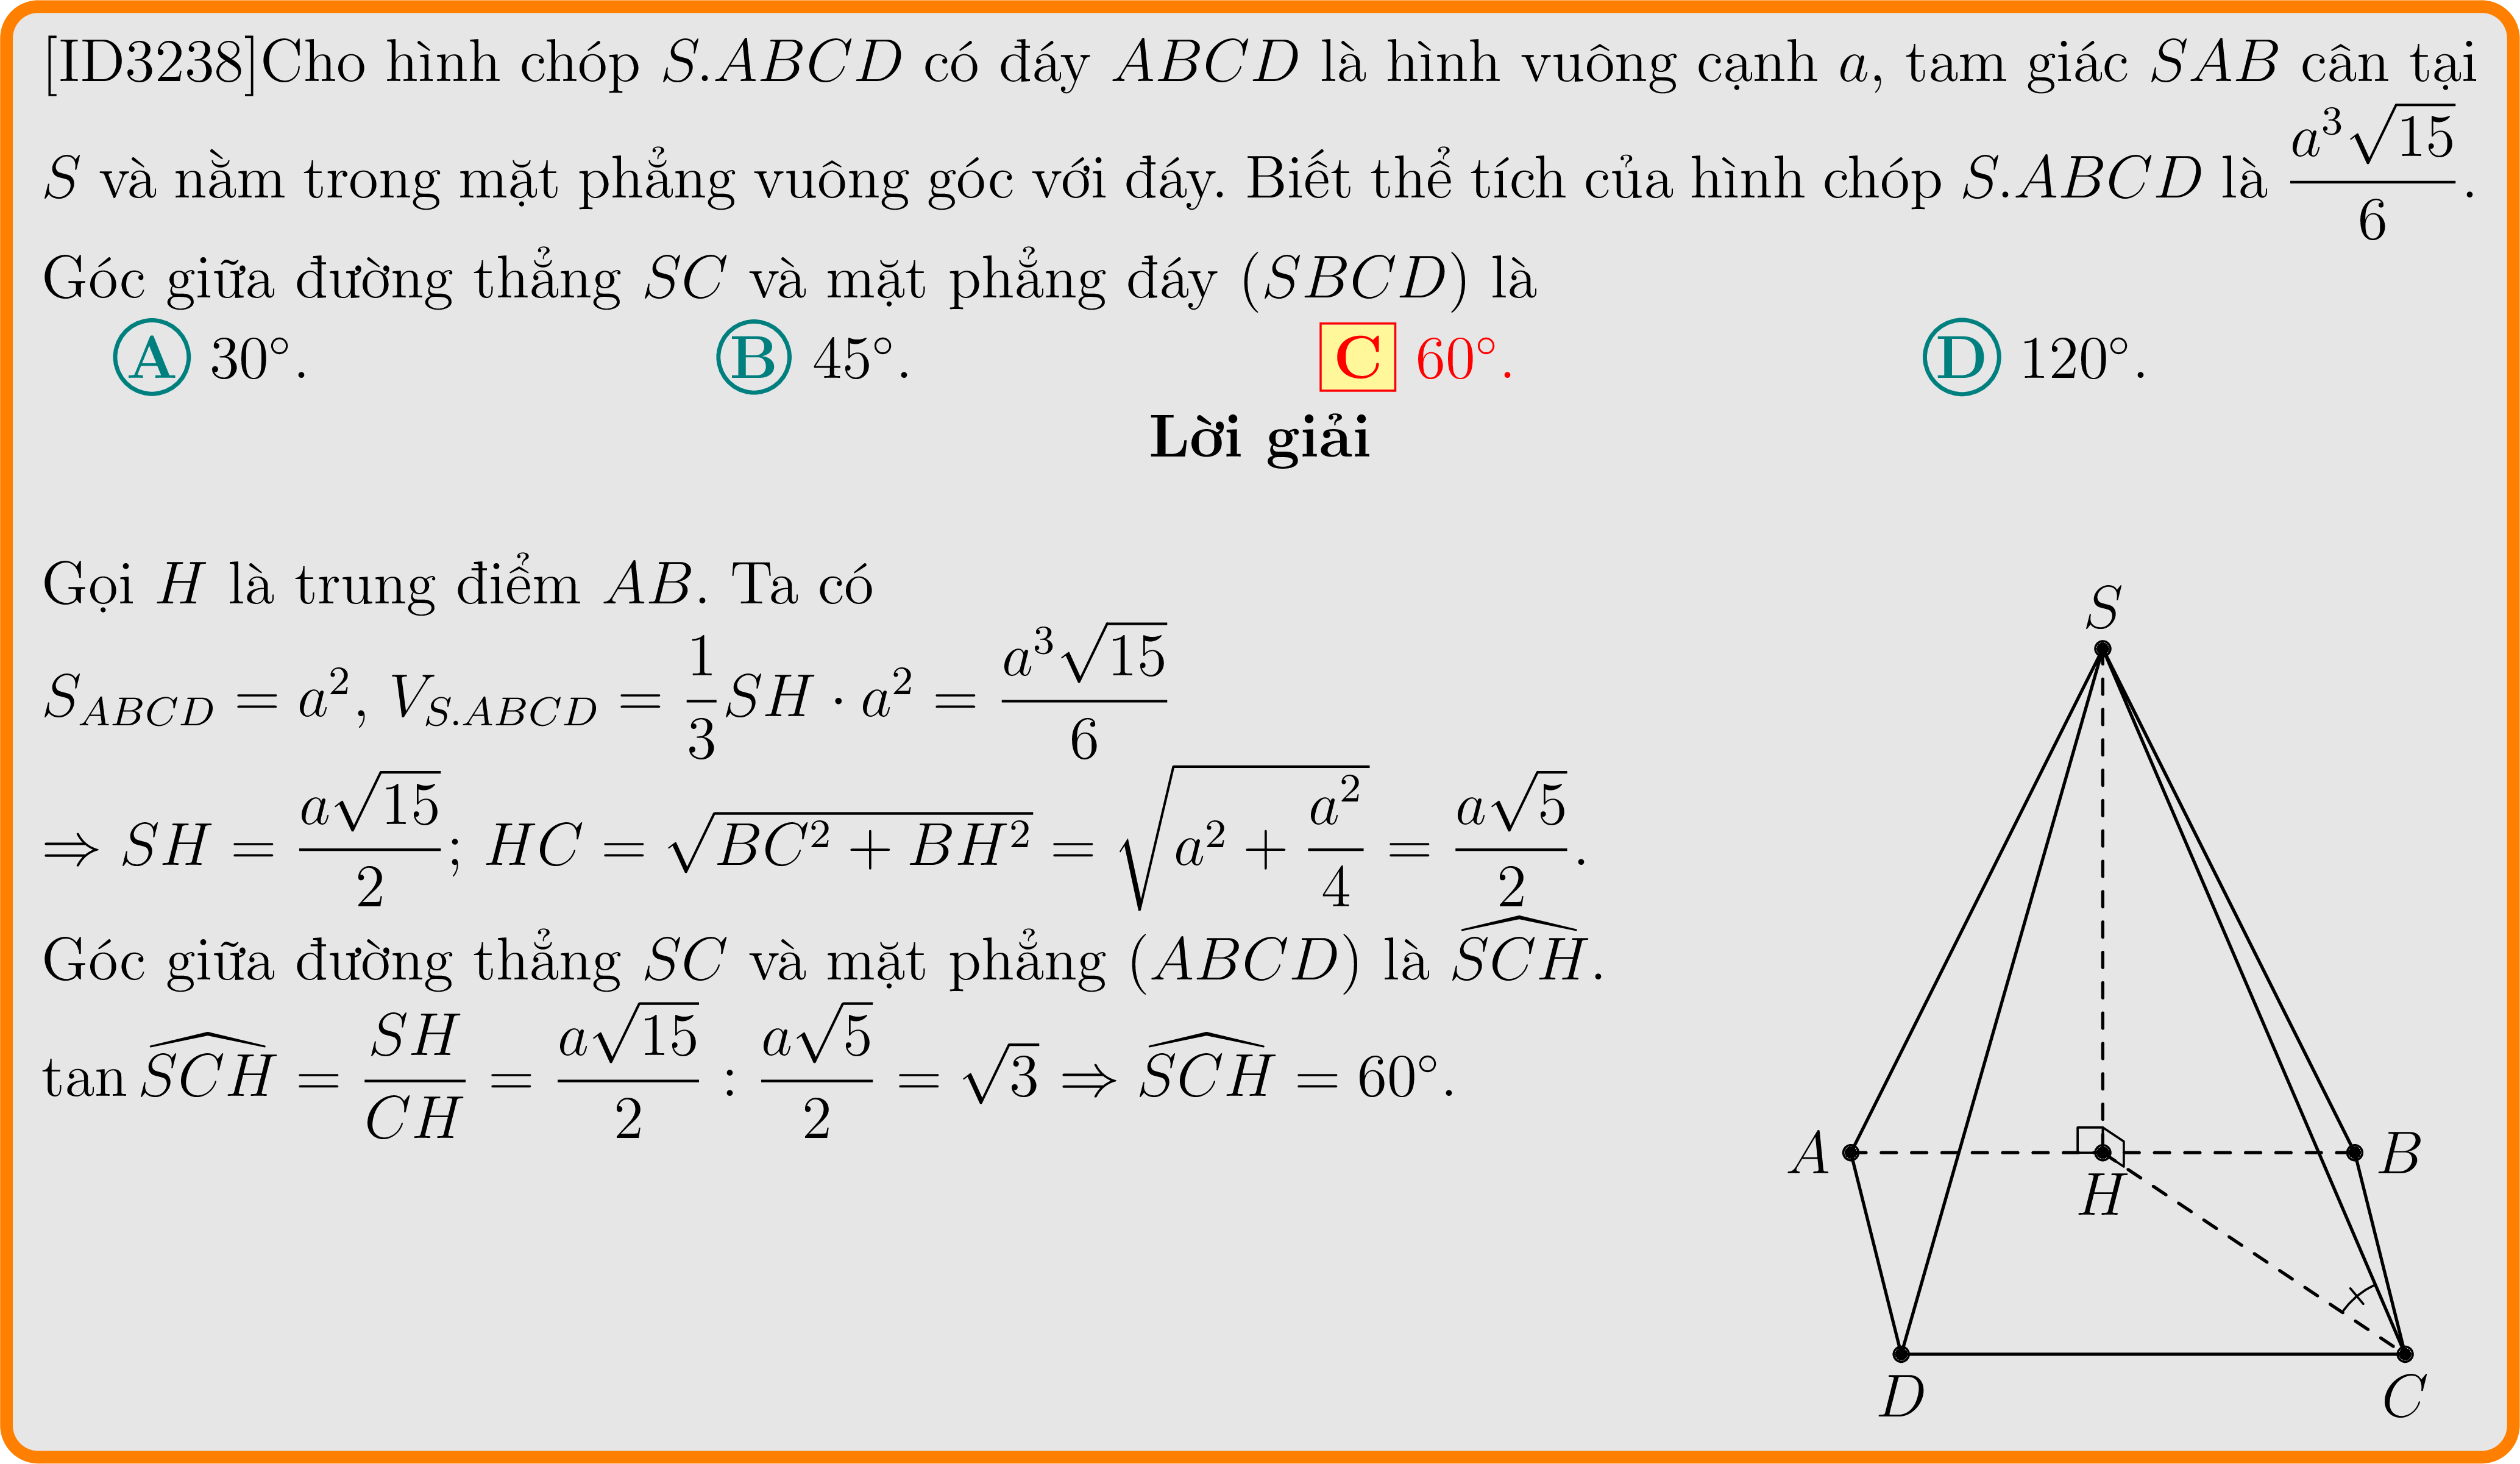 [ID3238]Cho hình chóp S.ABCD có đáy ABCD là hình vuông cạnh a, tam giác SAB cân tại
S và nằm trong mặt phẳng vuông góc với đáy. Biết thể tích của hình chóp S.ABCD là \frac{a^3\sqrt{15}}{6}.
Góc giữa đường thẳng SC và mặt phẳng đáy (SBCD) là
A 30°. B 45°. C 60°. D 120°.
Lời giải
Gọi H là trung điểm AB. Ta có
S_{ABCD} = a^2, V_{S.ABCD} = \frac{1}{3}SH · a^2 = \frac{a^3\sqrt{15}}{6}
⇒ SH = \frac{a\sqrt{15}}{2}; HC = \sqrt{BC^2 + BH^2} = \sqrt{a^2 + \frac{a^2}{4}} = \frac{a\sqrt{5}}{2}.
Góc giữa đường thẳng SC và mặt phẳng (ABCD) là \widehat{SCH}.
tan \widehat{SCH} = \frac{SH}{CH} = \frac{a\sqrt{15}}{2} : \frac{a\sqrt{5}}{2} = \sqrt{3} ⇒ \widehat{SCH} = 60°.
S
A
B
H
D
C